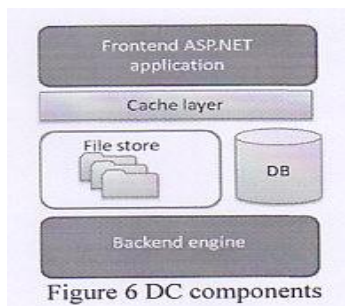 Frontend ASP.NET
application
Cache layer
File store
DB
Backend engine
Figure 6 DC components